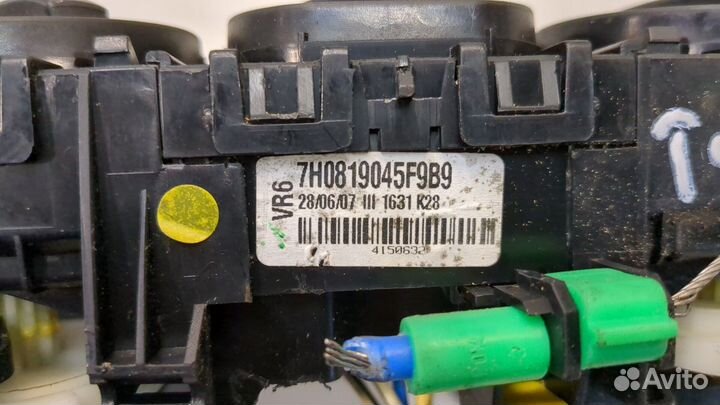 VR6
7H0819045F9B9
28/06/07 III 1631 K28
4150632
Avito